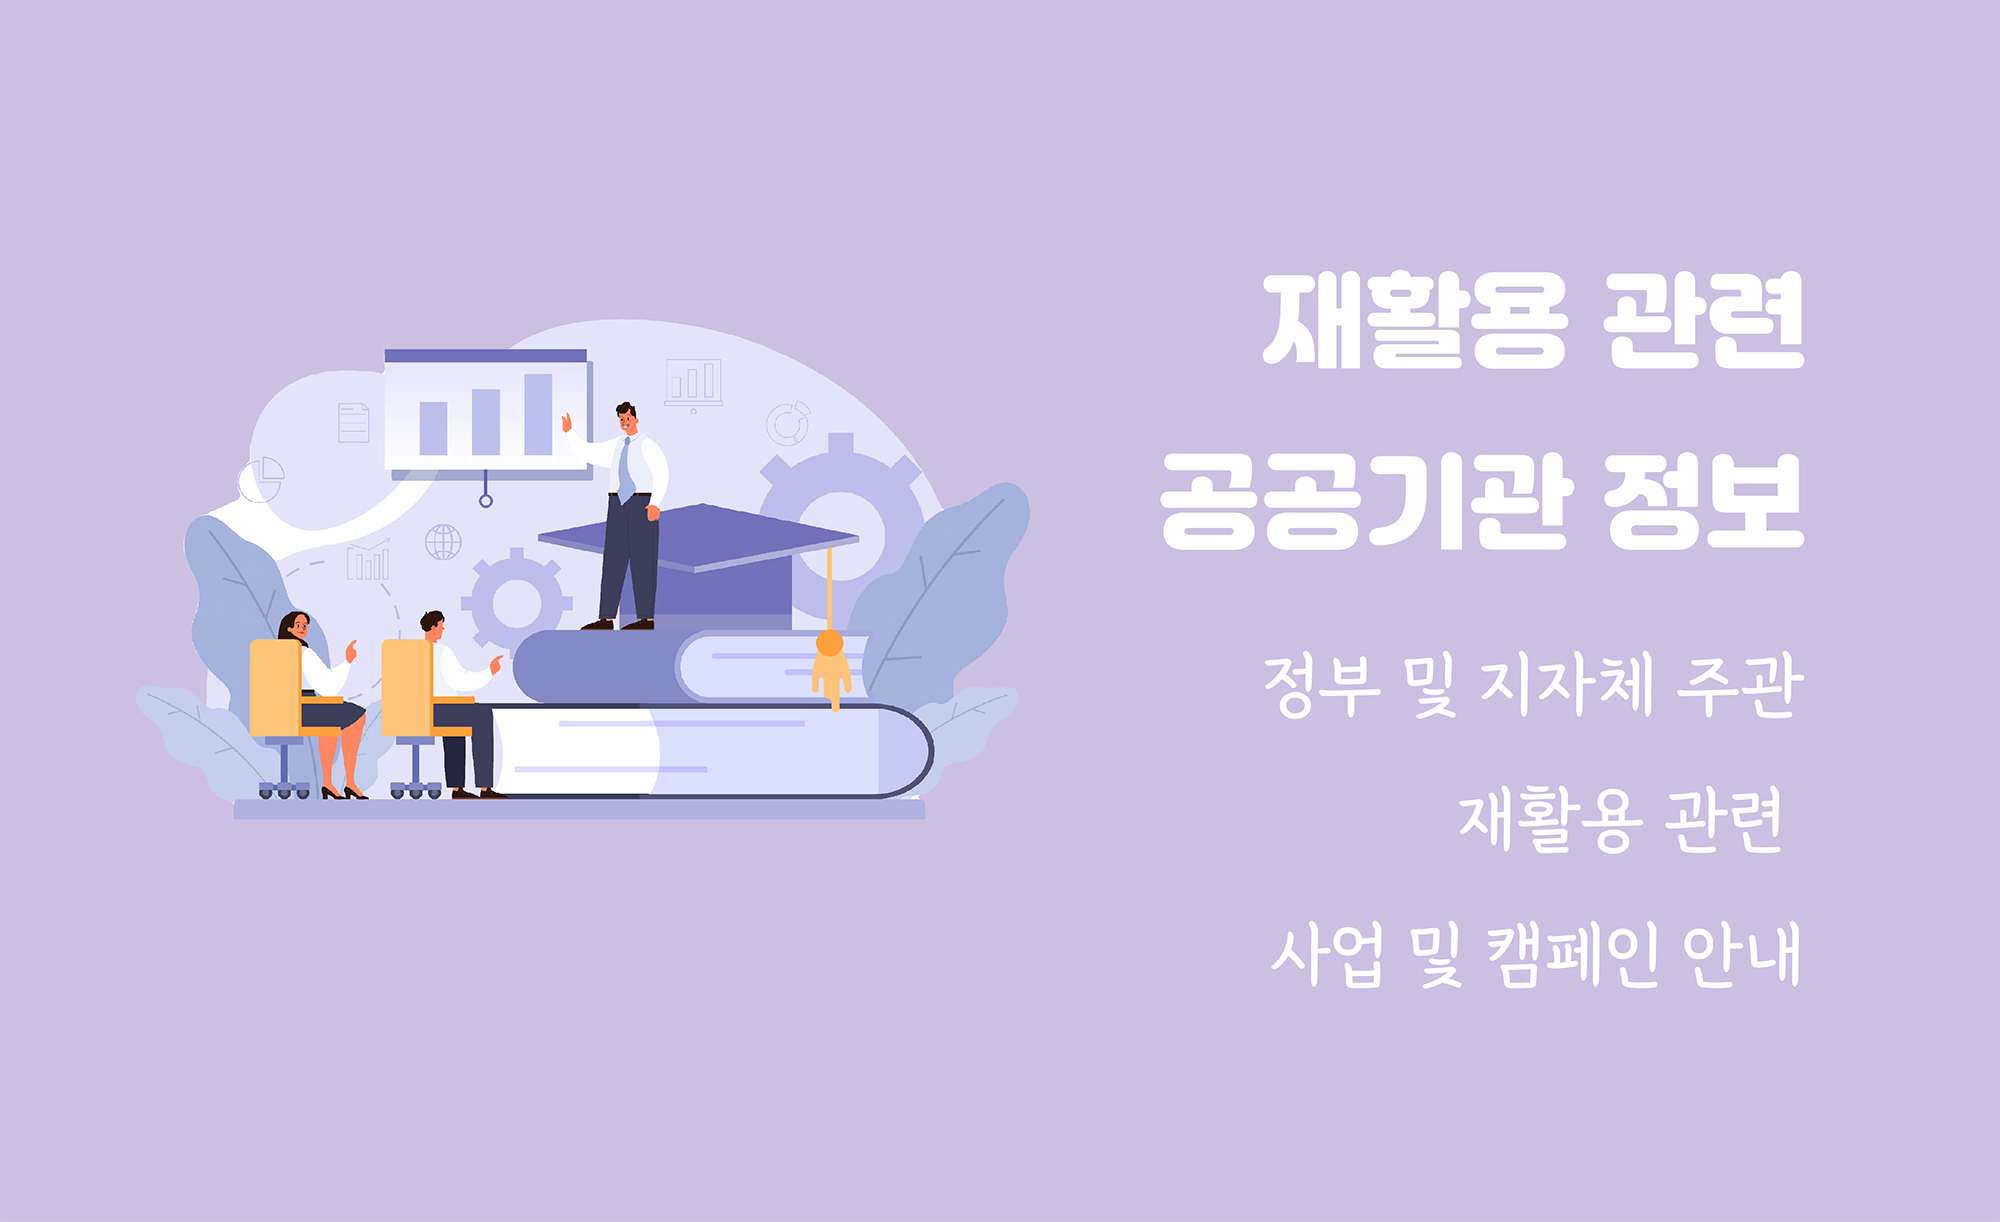 재활용 관련
공공기관 정보
정부 및 지자체 주관
재활용 관련
사업 및 캠페인 안내